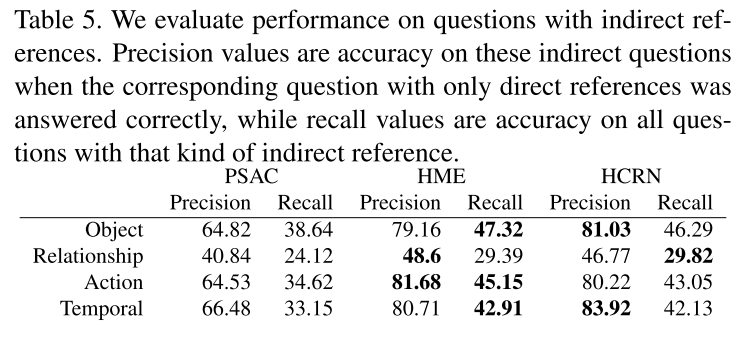 Table 5. We evaluate performance on questions with indirect ref-
erences. Precision values are accuracy on these indirect questions
when the corresponding question with only direct references was
answered correctly, while recall values are accuracy on all ques-
tions with that kind of indirect reference.
PSAC HME HCRN
Precision Recall Precision Recall Precision Recall
Object 64.82 38.64 79.16 47.32 81.03 46.29
Relationship 40.84 24.12 48.6 29.39 46.77 29.82
Action 64.53 34.62 81.68 45.15 80.22 43.05
Temporal 66.48 33.15 80.71 42.91 83.92 42.13